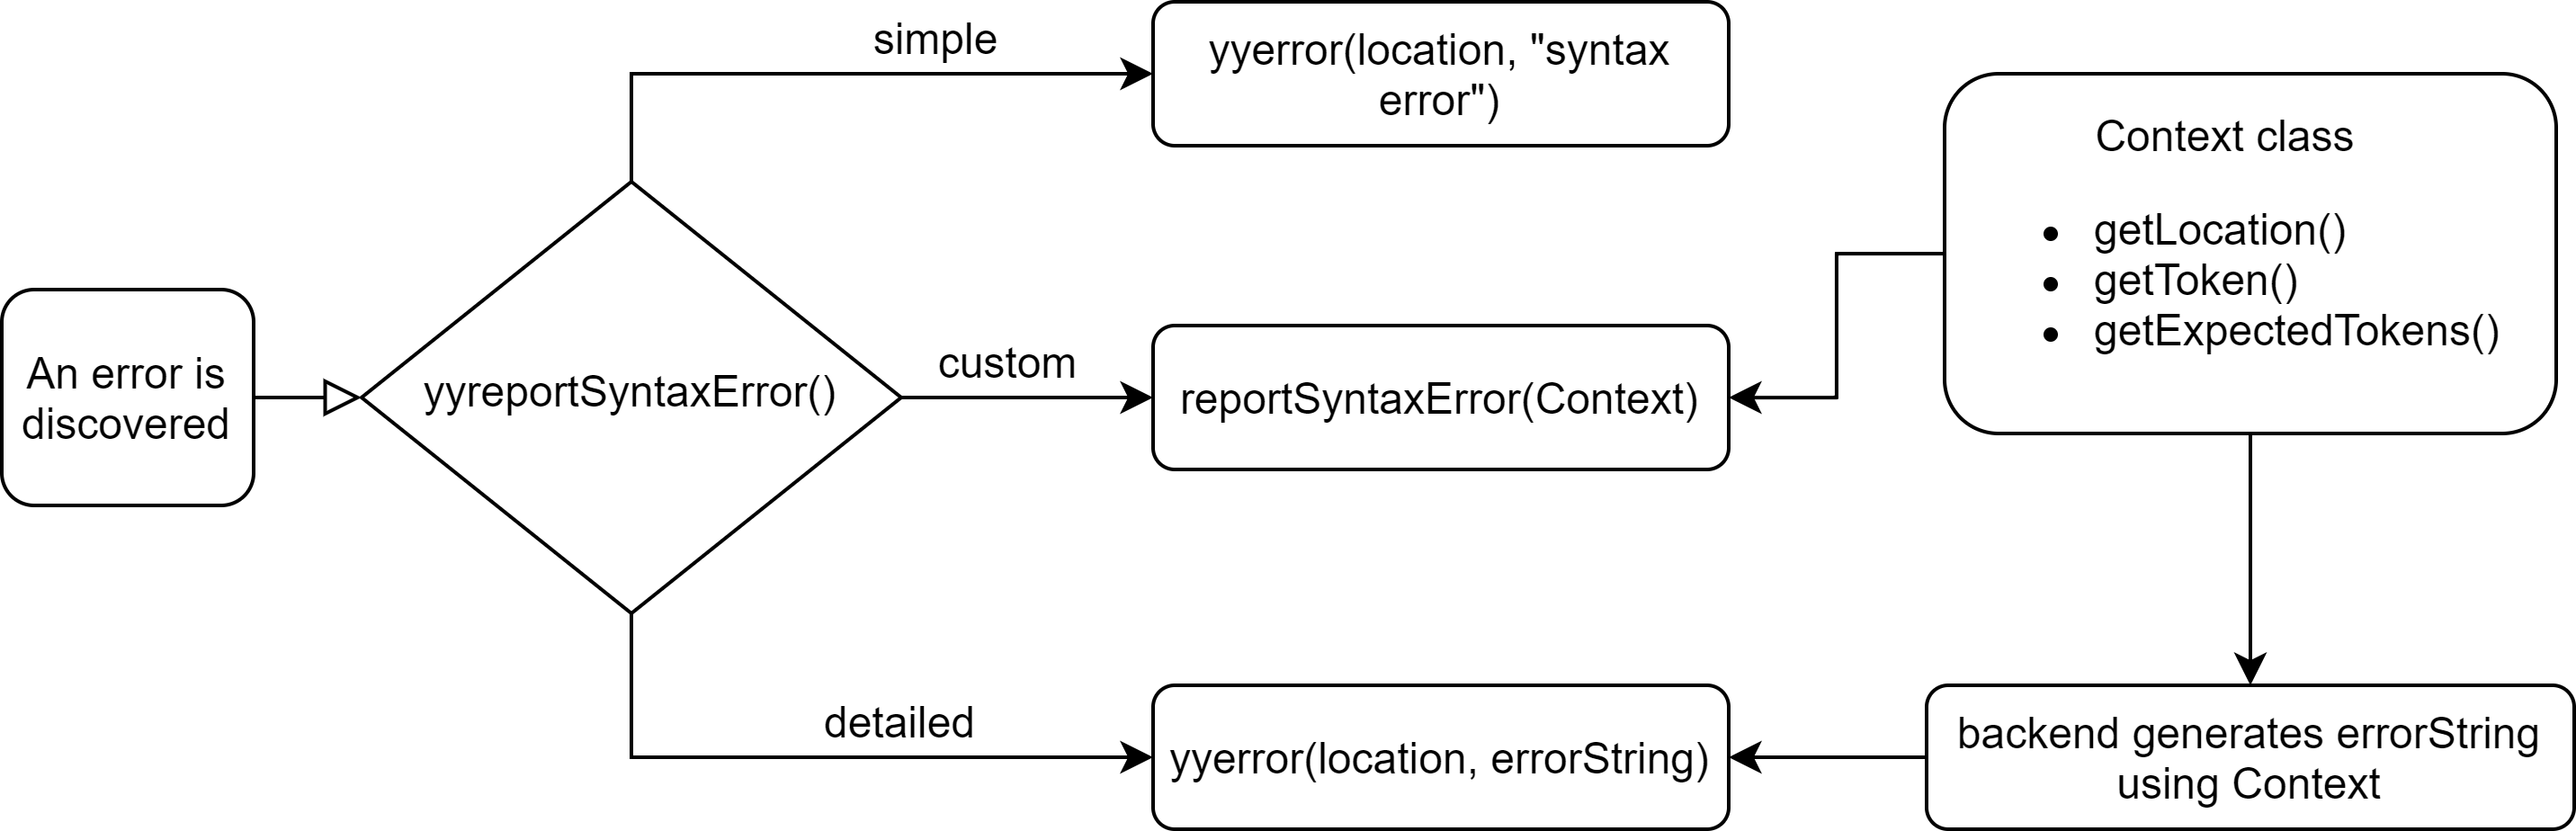 simple
yyerror(location, "syntax
error")
Context class
getLocation()
getToken()
getExpectedTokens()
An error is
discovered
yyreportSyntaxError()
custom
reportSyntaxError(Context)
detailed
yyerror(location, errorString)
backend generates errorString
using Context